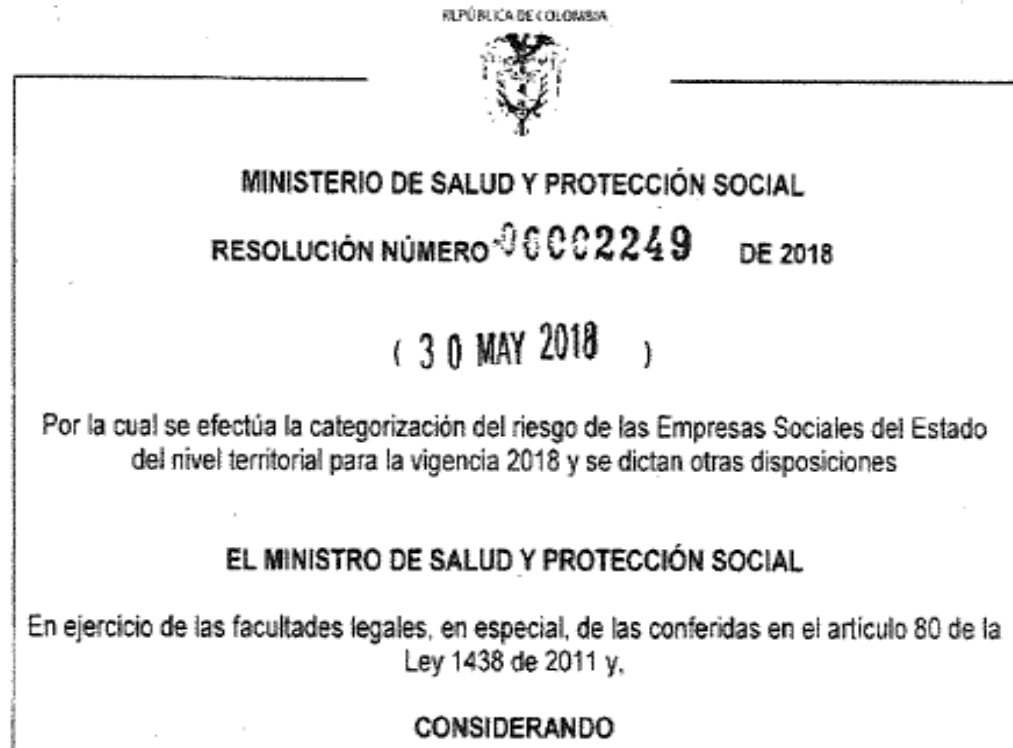 REPÚBLICA DE COLOMBIA
MINISTERIO DE SALUD Y PROTECCIÓN SOCIAL
RESOLUCIÓN NÚMERO 00002249 DE 2018
( 30 MAY 2018 )
Por la cual se efectúa la categorización del riesgo de las Empresas Sociales del Estado
del nivel territorial para la vigencia 2018 y se dictan otras disposiciones
EL MINISTRO DE SALUD Y PROTECCIÓN SOCIAL
En ejercicio de las facultades legales, en especial, de las conferidas en el artículo 80 de la
Ley 1438 de 2011 y,
CONSIDERANDO